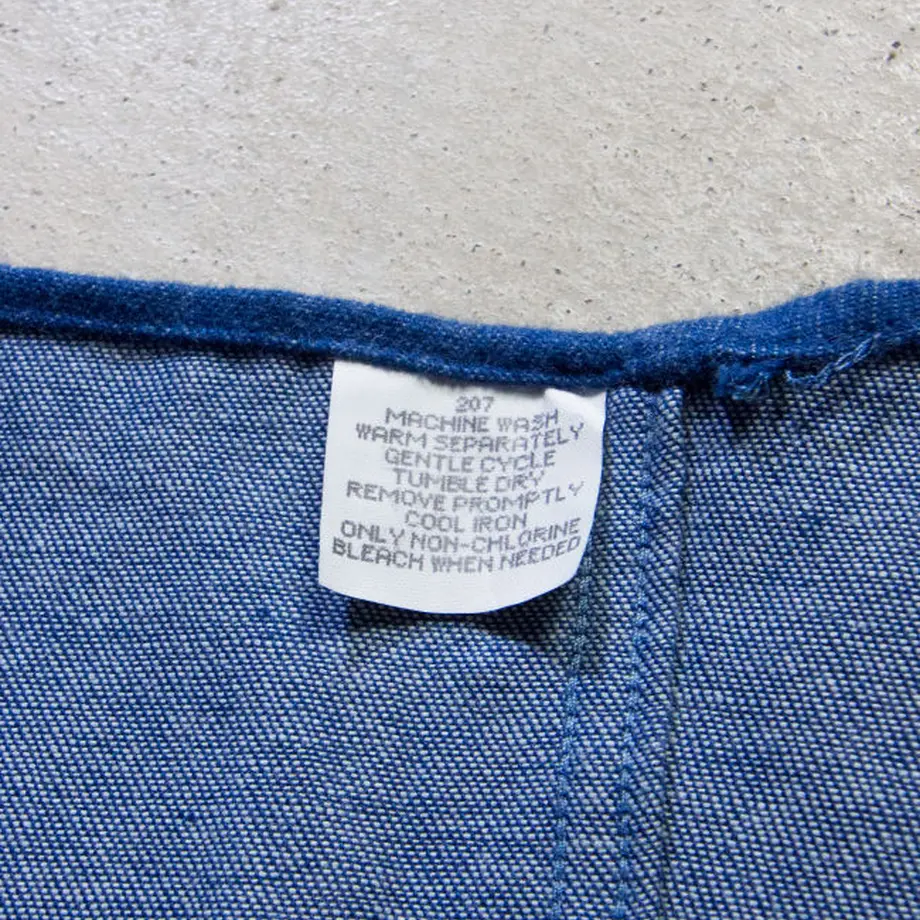 207
MACHINE WASH
WARM SEPARATELY
GENTLE CYCLE
TUMBLE DRY
REMOVE PROMPTLY
COOL IRON
ONLY NON-CHLORINE
BLEACH WHEN NEEDED